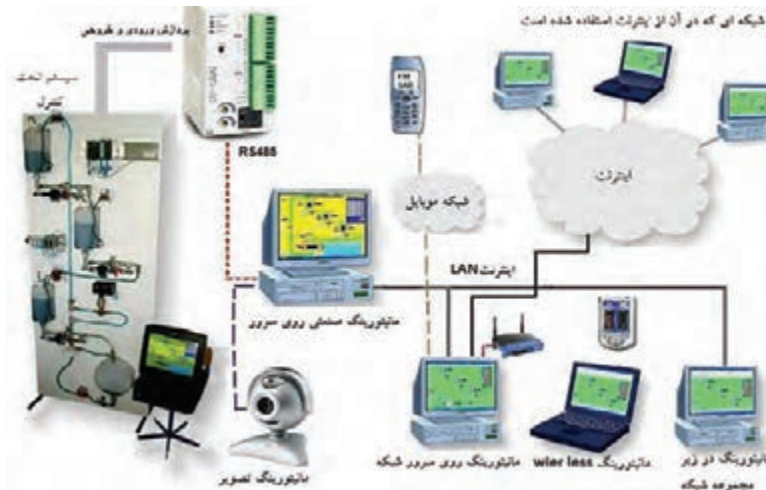 شبکه ای که در آن از اینترنت استفاده شده است
پردازش ورودی و خروجی
سیستم تحت
کنترل
RS485
شبکه موبایل
اینترنت
اینترنت LAN
مانیتورینگ صنعتی روی سرور
مانیتورینگ تصویر
مانیتورینگ روی سرور شبکه
مانیتورینگ wier less
مانیتورینگ در زیر
مجموعه شبکه